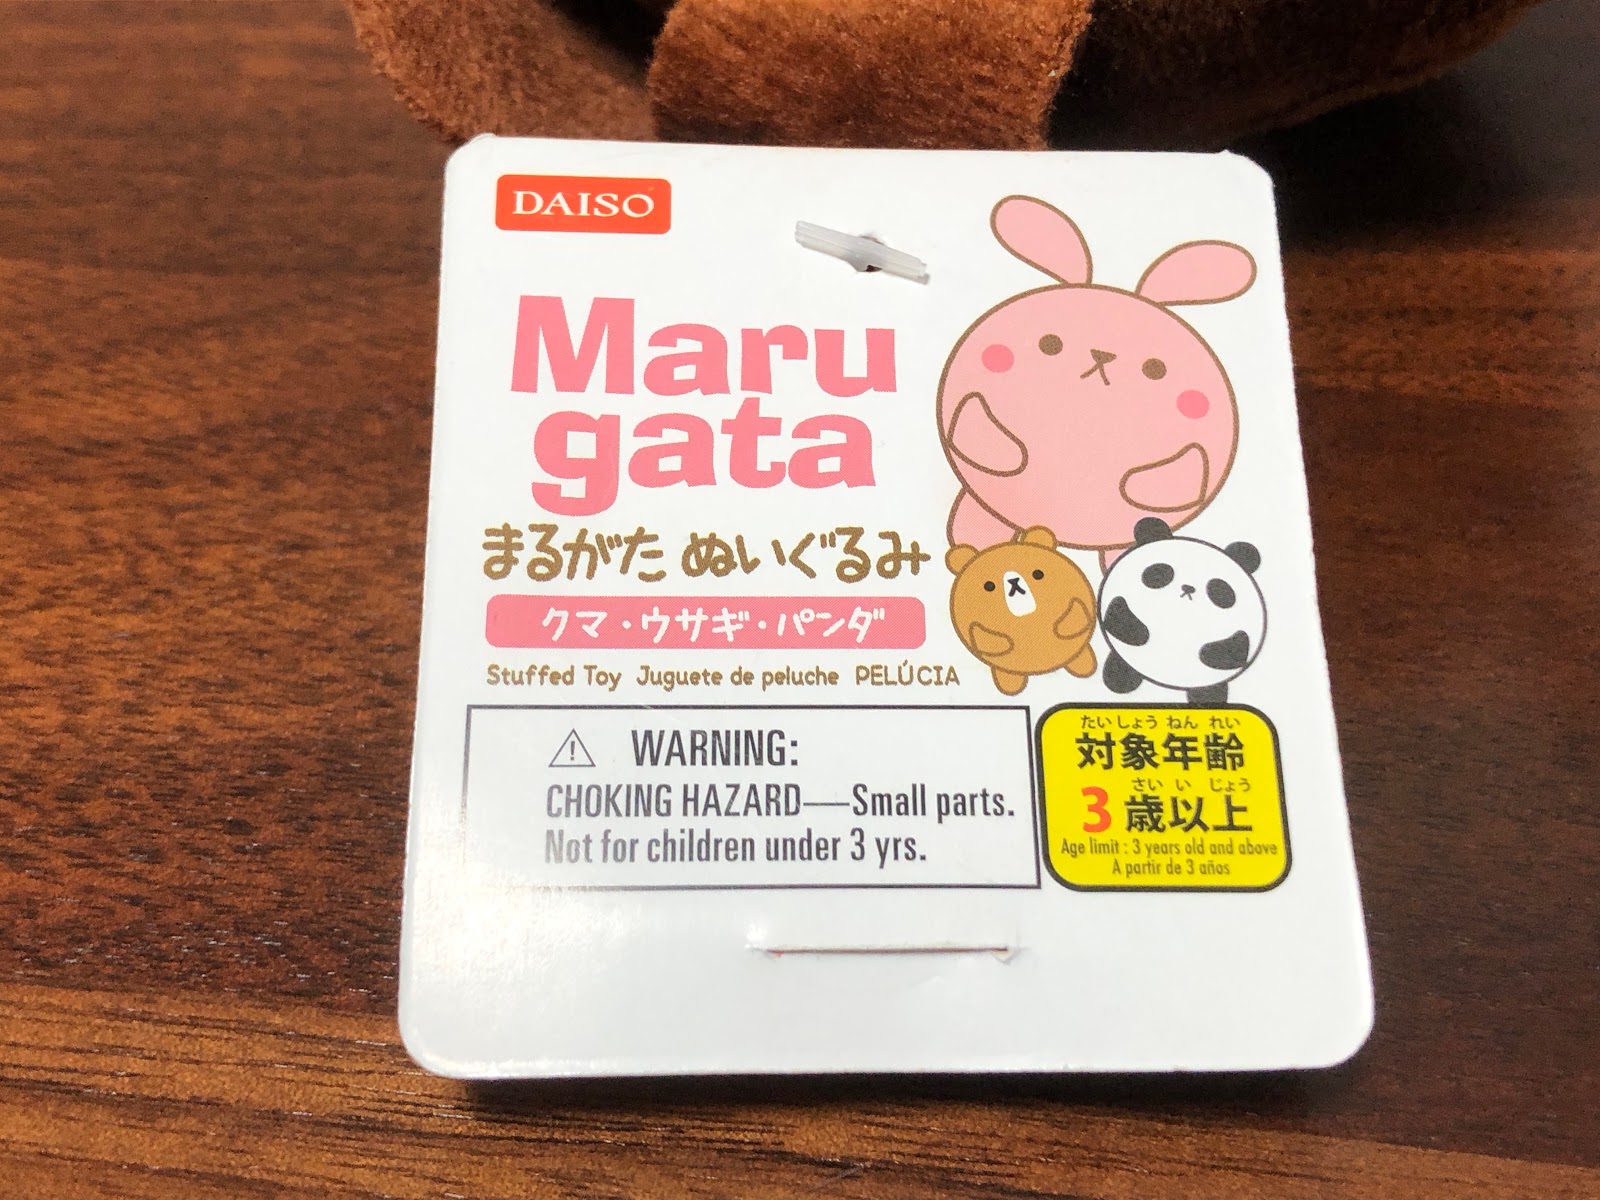 DAISO
Maru
gata
まるがた ぬいぐるみ
クマ・ウサギ・パンダ
Stuffed Toy Juguete de peluche PELÚCIA
WARNING:
CHOKING HAZARD—Small parts.
Not for children under 3 yrs.
たいしょう ねん れい
対象年齢
さい い じょう
3歳以上
Age limit : 3 years old and above
A partir de 3 años